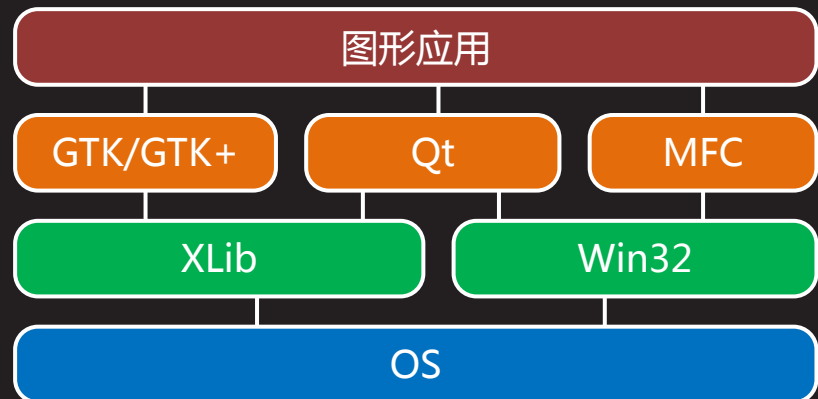 图形应用
GTK/GTK+ Qt MFC
XLib Win32
OS